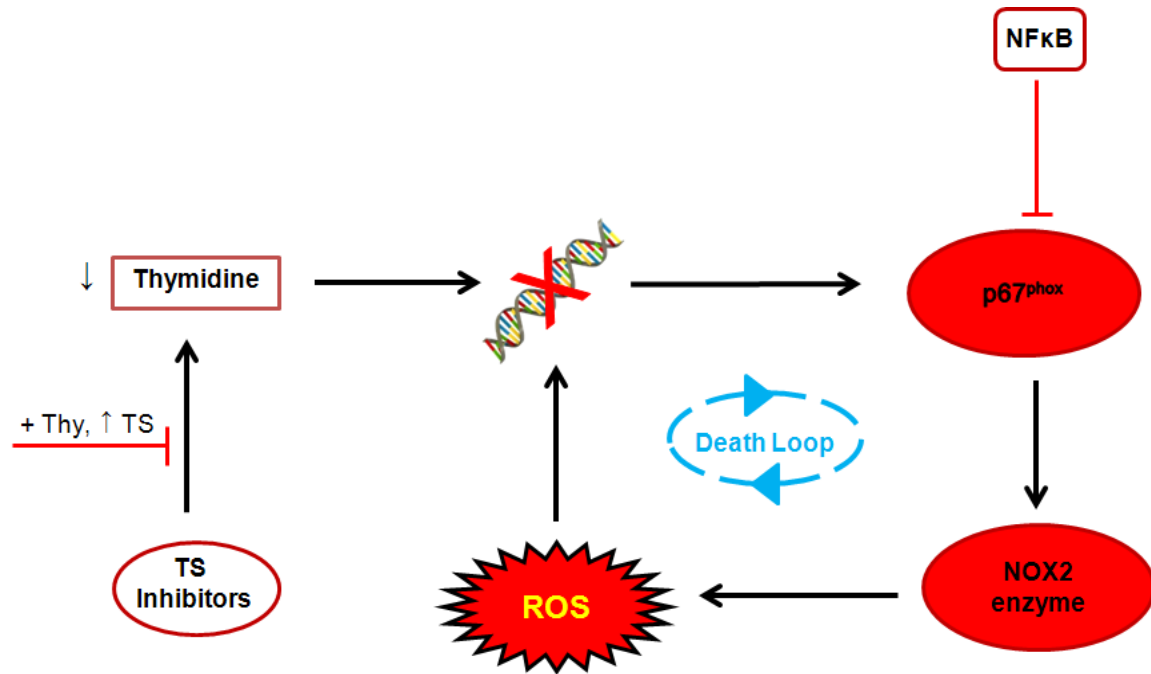 NFκB
↓ Thymidine
p67phox
+ Thy, ↑ TS
Death Loop
TS
Inhibitors
ROS
NOX2
enzyme